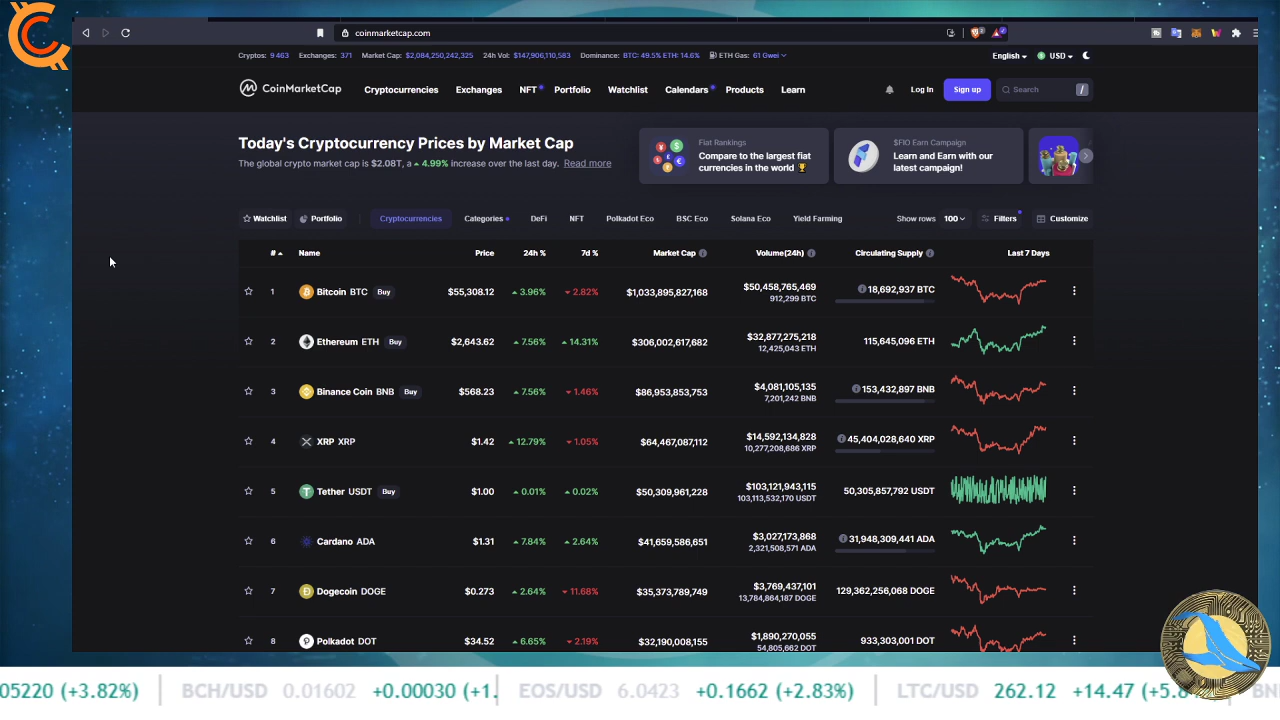 coinmarketcap.com
Cryptos: 9 463 Exchanges: 371 Market Cap: $2,084,250,242,325 24h Vol: $147,906,110,583 Dominance: BTC: 49.5% ETH: 14.6% ETH Gas: 61 Gwei
English USD
CoinMarketCap Cryptocurrencies Exchanges NFT Portfolio Watchlist Calendars Products Learn Log In Sign up Search /
Today's Cryptocurrency Prices by Market Cap
The global crypto market cap is $2.08T, a 4.99% increase over the last day. Read more
Fiat Rankings
Compare to the largest fiat
currencies in the world
$FIO Earn Campaign
Learn and Earn with our
latest campaign!
Watchlist Portfolio Cryptocurrencies Categories DeFi NFT Polkadot Eco BSC Eco Solana Eco Yield Farming Show rows 100 Filters Customize
# Name Price 24h % 7d % Market Cap Volume(24h) Circulating Supply Last 7 Days
1 Bitcoin BTC Buy $55,308.12 3.96% 2.82% $1,033,895,827,168 $50,458,765,469 18,692,937 BTC
912,299 BTC
2 Ethereum ETH Buy $2,643.62 7.56% 14.31% $306,002,617,682 $32,877,275,218 115,645,096 ETH
12,425,043 ETH
3 Binance Coin BNB Buy $568.23 7.56% 1.46% $86,953,853,753 $4,081,105,135 153,432,897 BNB
7,201,242 BNB
4 XRP XRP $1.42 12.79% 1.05% $64,467,087,112 $14,592,134,828 45,404,028,640 XRP
10,277,208,686 XRP
5 Tether USDT Buy $1.00 0.01% 0.02% $50,309,961,228 $103,121,943,115 50,305,857,792 USDT
103,113,532,170 USDT
6 Cardano ADA $1.31 7.84% 2.64% $41,659,586,651 $3,027,173,868 31,948,309,441 ADA
2,321,508,571 ADA
7 Dogecoin DOGE $0.273 2.64% 11.68% $35,373,789,749 $3,769,437,101 129,362,256,068 DOGE
13,784,864,187 DOGE
8 Polkadot DOT $34.52 6.65% 2.19% $32,190,008,155 $1,890,270,055 933,303,001 DOT
54,805,662 DOT
05220 (+3.82%) BCH/USD 0.01602 +0.00030 (+1. EOS/USD 6.0423 +0.1662 (+2.83%) LTC/USD 262.12 +14.47 (+5.8 BN